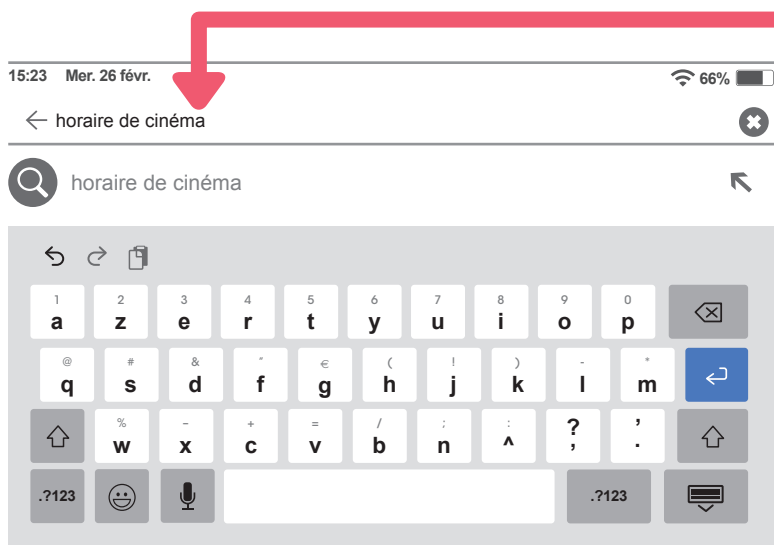 15:23 Mer. 26 févr. 66%
horaire de cinéma
horaire de cinéma
1 2 3 4 5 6 7 8 9 0
a z e r t y u i o p
@ # & " € ( ! ) - *
q s d f g h j k l m
% - + = / ; : ? ’
w x c v b n ^ , .
.?123 .?123